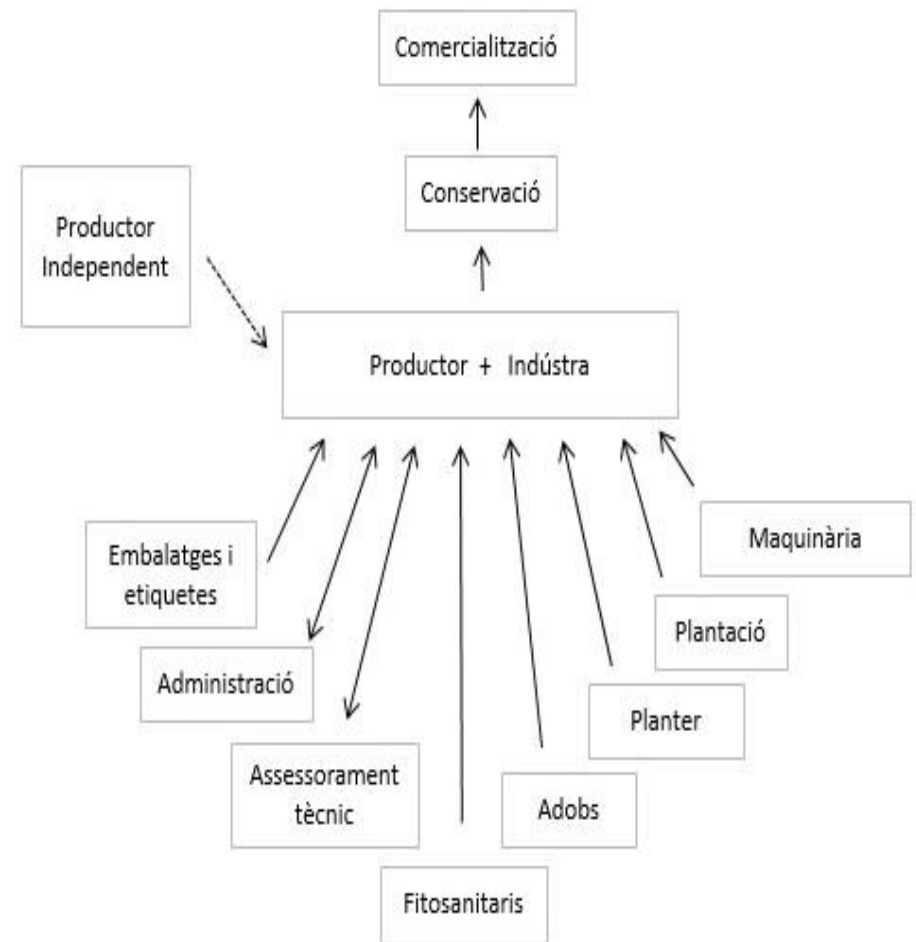 Comercialització
Conservació
Productor
Independent
Productor + Indústra
Embalatges i
etiquetes
Maquinària
Administració
Plantació
Assessorament
tècnic
Planter
Adobs
Fitosanitaris